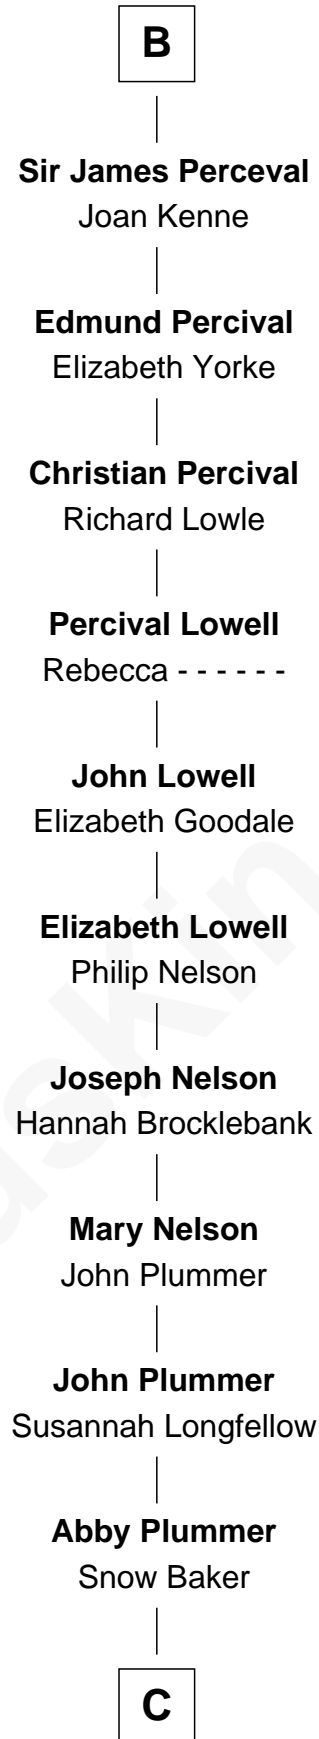 B
Sir James Perceval
Joan Kenne
Edmund Percival
Elizabeth Yorke
Christian Percival
Richard Lowle
Percival Lowell
Rebecca - - - - - -
John Lowell
Elizabeth Goodale
Elizabeth Lowell
Philip Nelson
Joseph Nelson
Hannah Brocklebank
Mary Nelson
John Plummer
John Plummer
Susannah Longfellow
Abby Plummer
Snow Baker
C